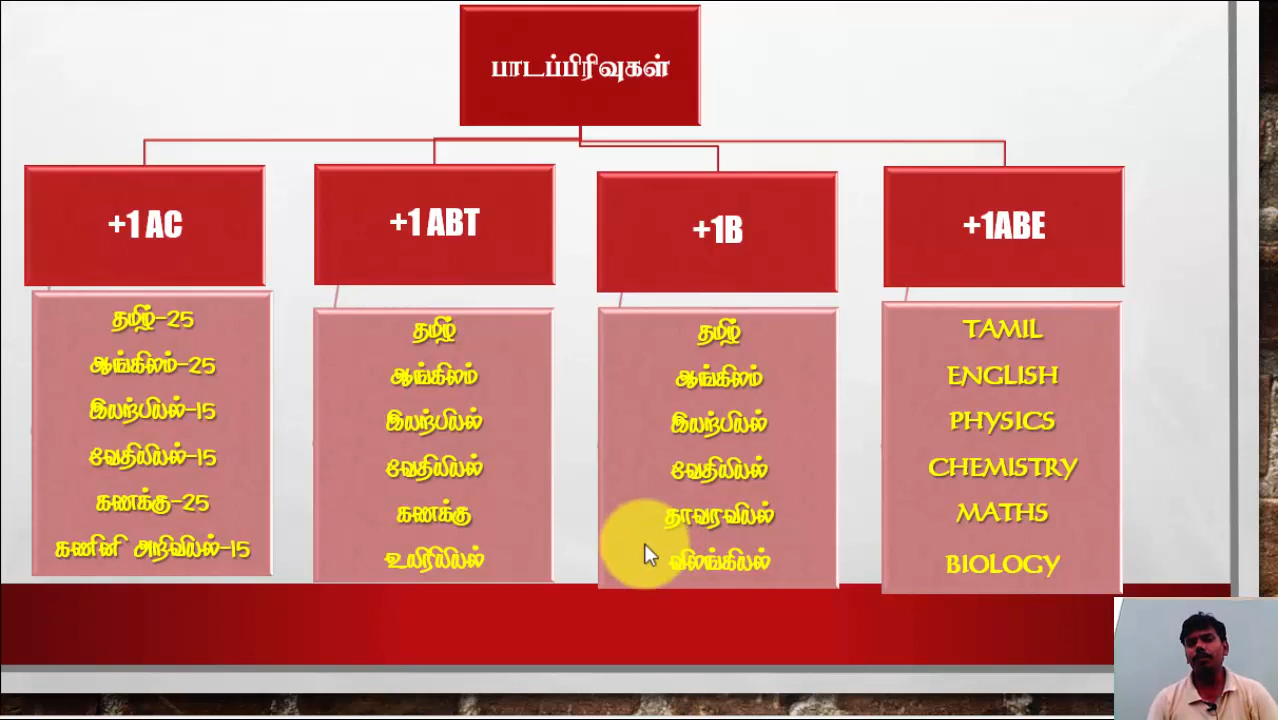 பாடப்பிரிவுகள்
+1 AC
தமிழ்-25
ஆங்கிலம்-25
இயற்பியல்-15
வேதியியல்-15
கணக்கு-25
கணினி அறிவியல்-15
+1 ABT
தமிழ்
ஆங்கிலம்
இயற்பியல்
வேதியியல்
கணக்கு
உயிரியியல்
+1B
தமிழ்
ஆங்கிலம்
இயற்பியல்
வேதியியல்
தாவரவியல்
விலங்கியல்
+1ABE
TAMIL
ENGLISH
PHYSICS
CHEMISTRY
MATHS
BIOLOGY